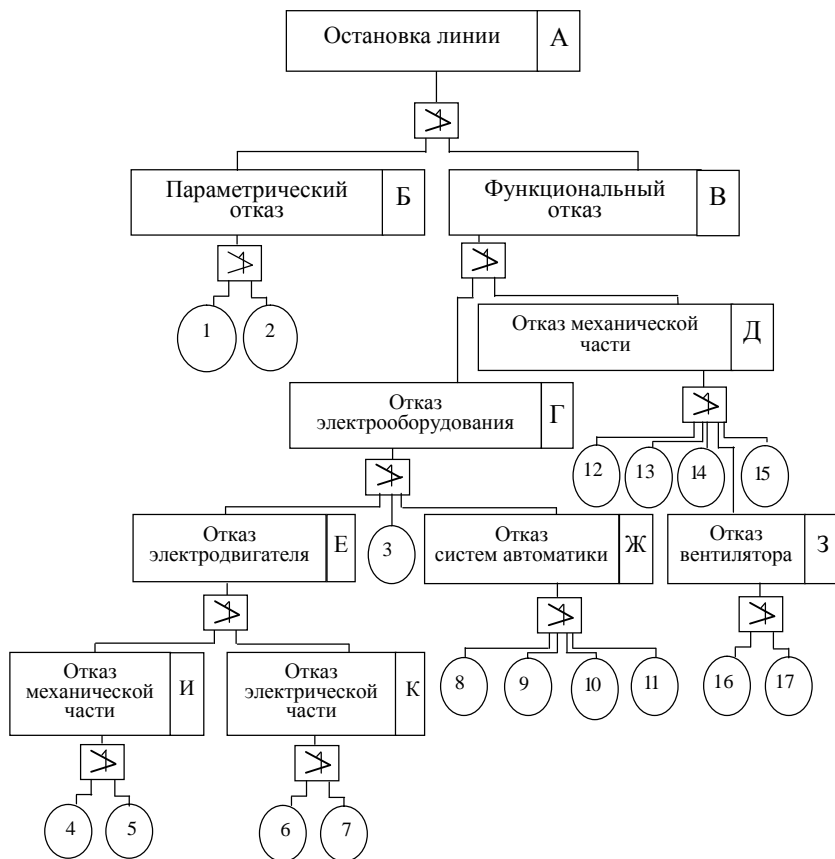 Остановка линии
А
Параметрический
отказ
Б
Функциональный
отказ
В
1
2
Отказ механической
части
Д
Отказ
электрооборудования
Г
12
13
14
15
Отказ
электродвигателя
Е
3
Отказ
систем автоматики
Ж
Отказ
вентилятора
З
Отказ
механической
части
И
Отказ
электрической
части
К
8
9
10
11
16
17
4
5
6
7